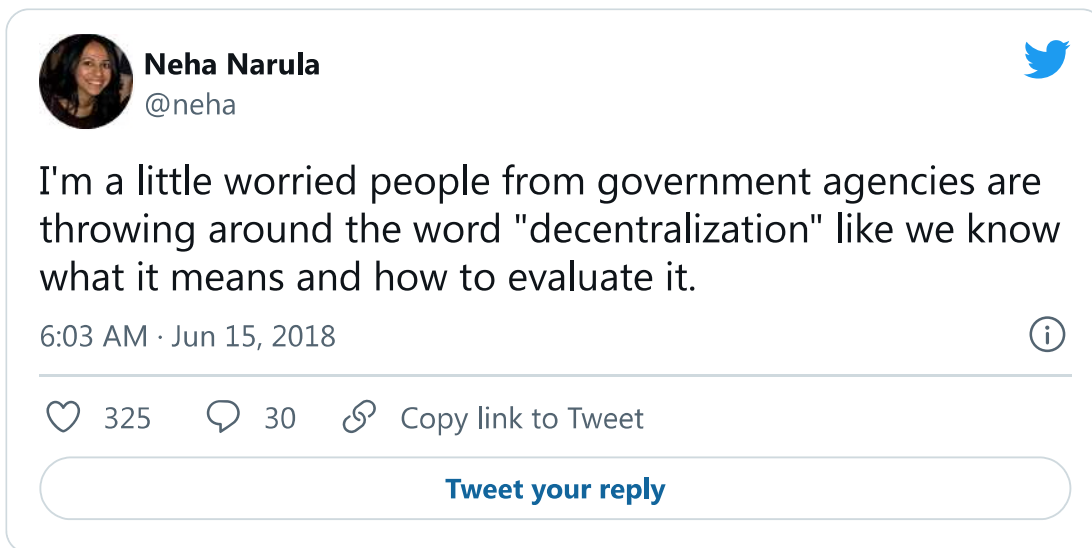 Neha Narula
@neha
I'm a little worried people from government agencies are
throwing around the word "decentralization" like we know
what it means and how to evaluate it.
6:03 AM · Jun 15, 2018
325 30 Copy link to Tweet
Tweet your reply